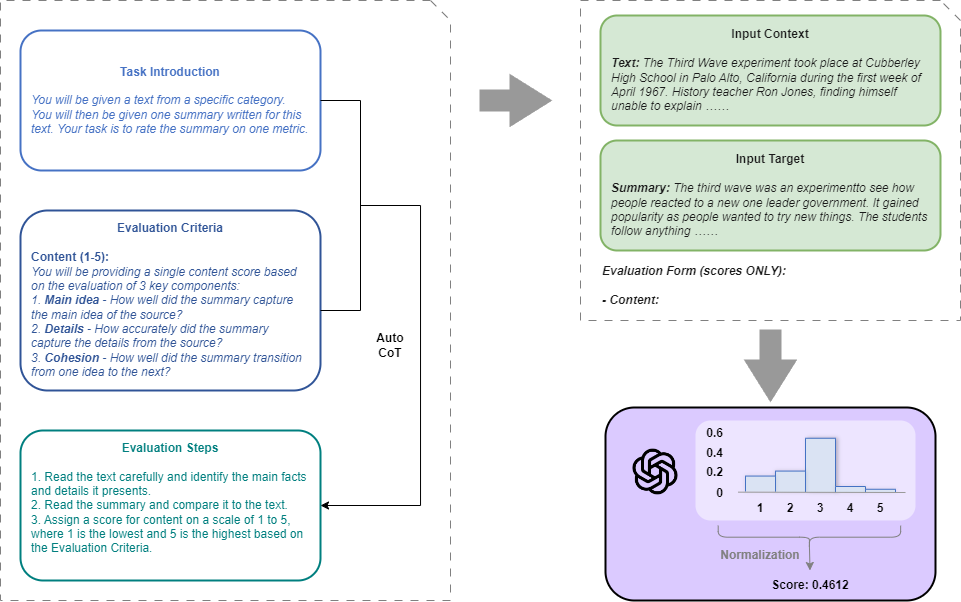 Task Introduction
You will be given a text from a specific category.
You will then be given one summary written for this
text. Your task is to rate the summary on one metric.
Evaluation Criteria
Content (1-5):
You will be providing a single content score based
on the evaluation of 3 key components:
1. Main idea - How well did the summary capture
the main idea of the source?
2. Details - How accurately did the summary
capture the details from the source?
3. Cohesion - How well did the summary transition
from one idea to the next?
Auto
CoT
Evaluation Steps
1. Read the text carefully and identify the main facts
and details it presents.
2. Read the summary and compare it to the text.
3. Assign a score for content on a scale of 1 to 5,
where 1 is the lowest and 5 is the highest based on
the Evaluation Criteria.
Input Context
Text: The Third Wave experiment took place at Cubberley
High School in Palo Alto, California during the first week of
April 1967. History teacher Ron Jones, finding himself
unable to explain ……
Input Target
Summary: The third wave was an experimentto see how
people reacted to a new one leader government. It gained
popularity as people wanted to try new things. The students
follow anything ……
Evaluation Form (scores ONLY):
- Content:
0.6
0.4
0.2
0
1 2 3 4 5
Normalization
Score: 0.4612